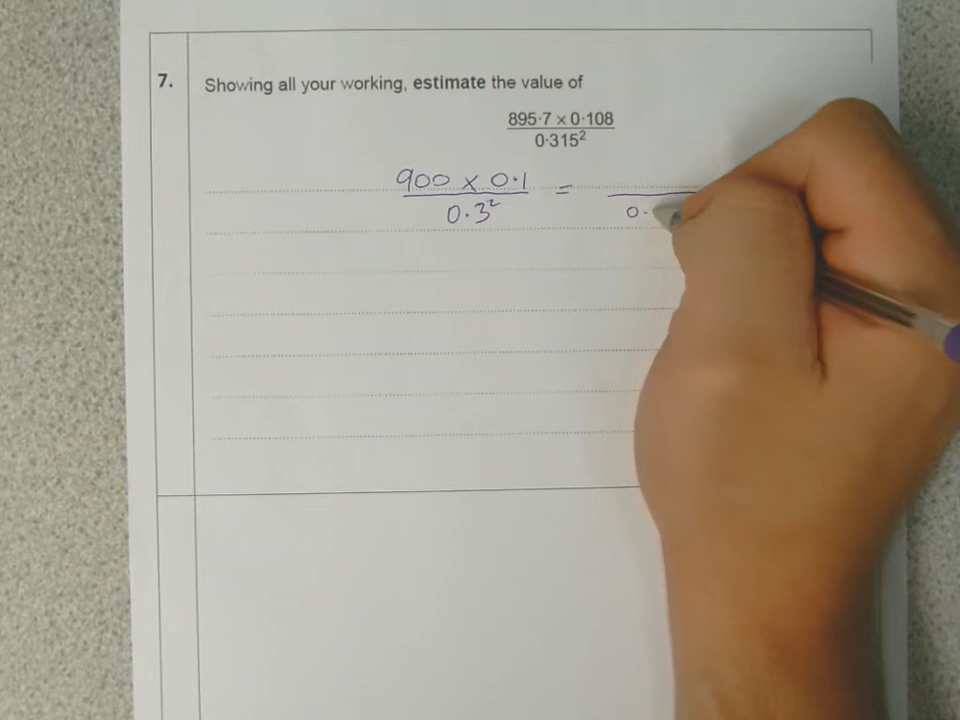 7. Showing all your working, estimate the value of
895·7 × 0·108
0·315²
900 × 0·1 =
0.3² 0.